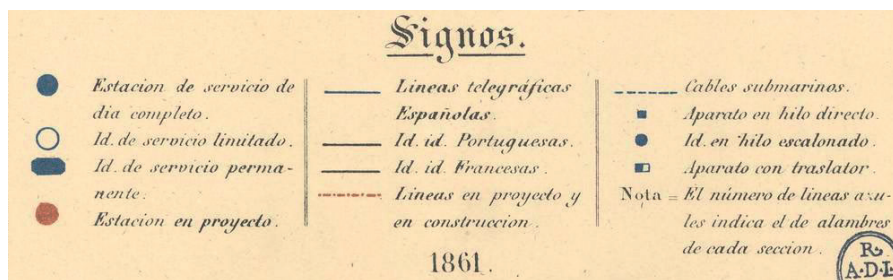 Signos.
Estacion de servicio de
dia completo.
Id. de servicio limitado.
Id. de servicio perma-
nente.
Estacion en proyecto.
Lineas telegráficas
Españolas.
Id. id. Portuguesas.
Id. id. Francesas.
Lineas en proyecto y
en construccion.
1861.
Cables submarinos.
Aparato en hilo directo.
Id. en hilo escalonado.
Aparato con traslator.
Nota = El número de lineas azu-
les indica el de alambres
de cada seccion.
R.
A.D.L